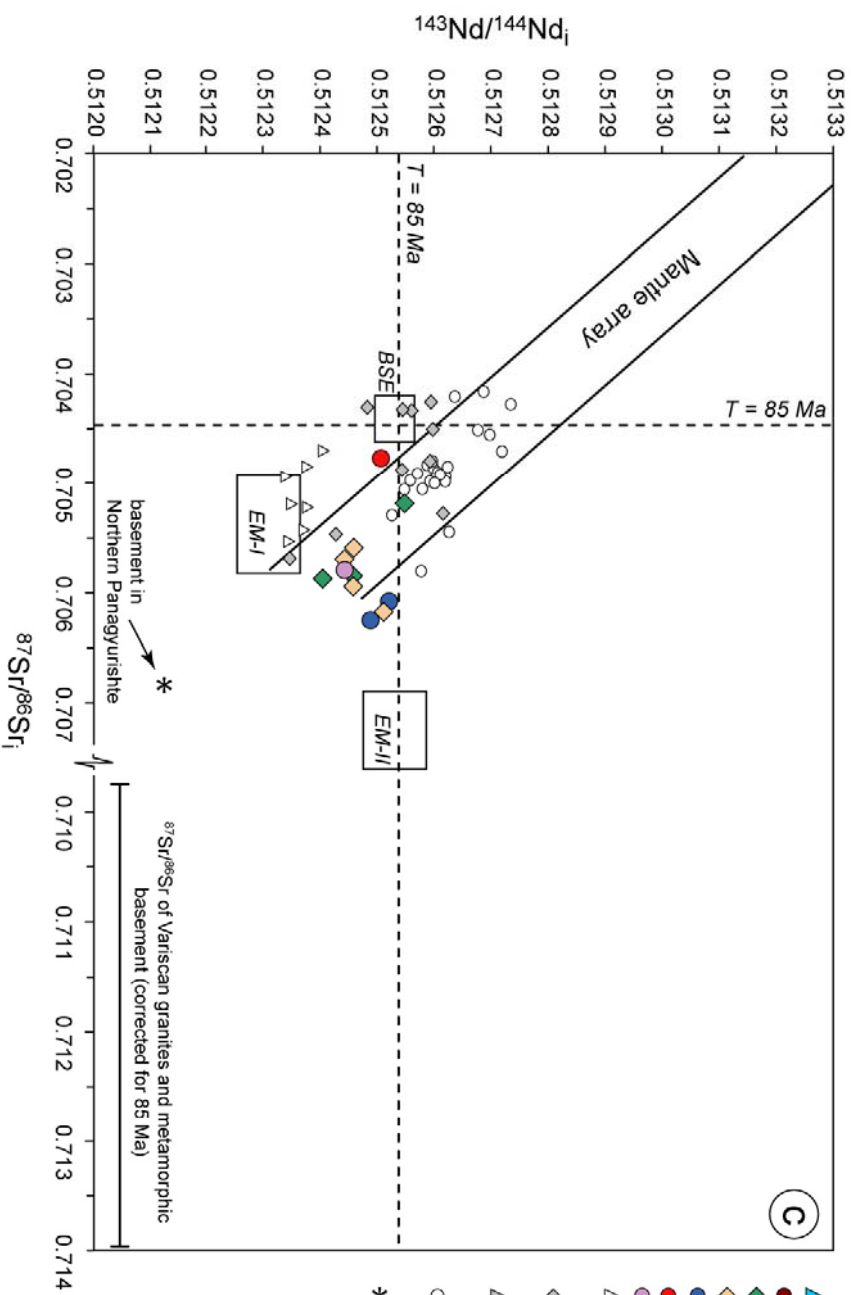 C
143Nd/144Ndi
0.5133
0.5132
0.5131
0.5130
0.5129
0.5128
0.5127
0.5126
0.5125
0.5124
0.5123
0.5122
0.5121
0.5120
T = 85 Ma
Mantle array
T = 85 Ma
BSE
EM-II
EM-I
basement in
Northern Panagyurishte
*
87Sr/86Sr of Variscan granites and metamorphic
basement (corrected for 85 Ma)
0.702
0.703
0.704
0.705
0.706
0.707
0.710
0.711
0.712
0.713
0.714
87Sr/86Sri
*